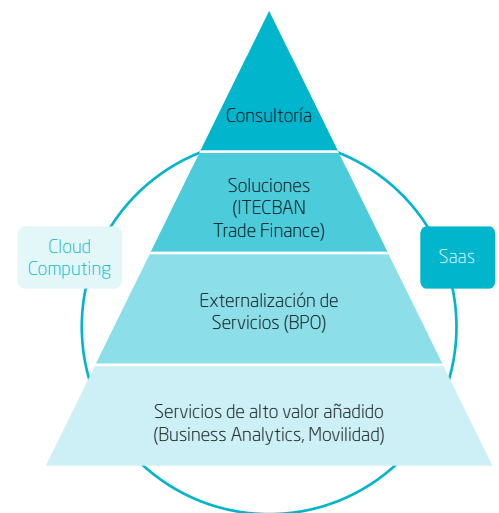 Consultoría
Soluciones
(ITECBAN
Trade Finance)
Cloud
Computing
Saas
Externalización de
Servicios (BPO)
Servicios de alto valor añadido
(Business Analytics, Movilidad)